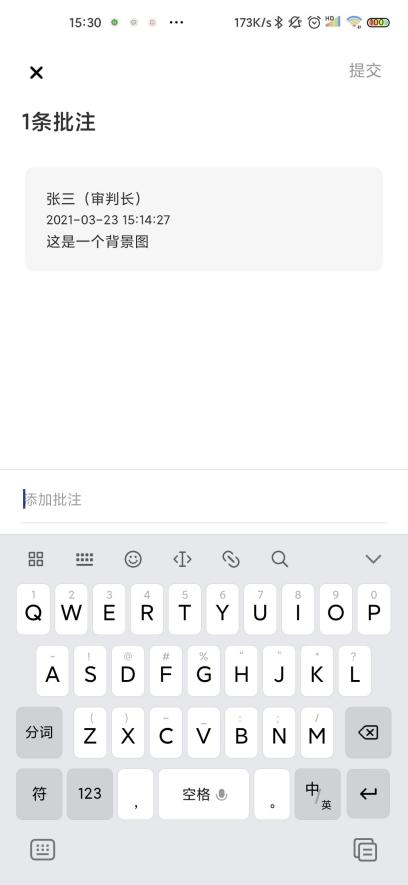 15:30 ••• 173K/s HD 100
提交
1条批注
张三（审判长）
2021-03-23 15:14:27
这是一个背景图
添加批注
1 2 3 4 5 6 7 8 9 0
Q W E R T Y U I O P
~ ! @ # % “ ” * ?
A S D F G H J K L
( ) - _ : ; /
分词 Z X C V B N M
符 123 ， 空格 。 中/英